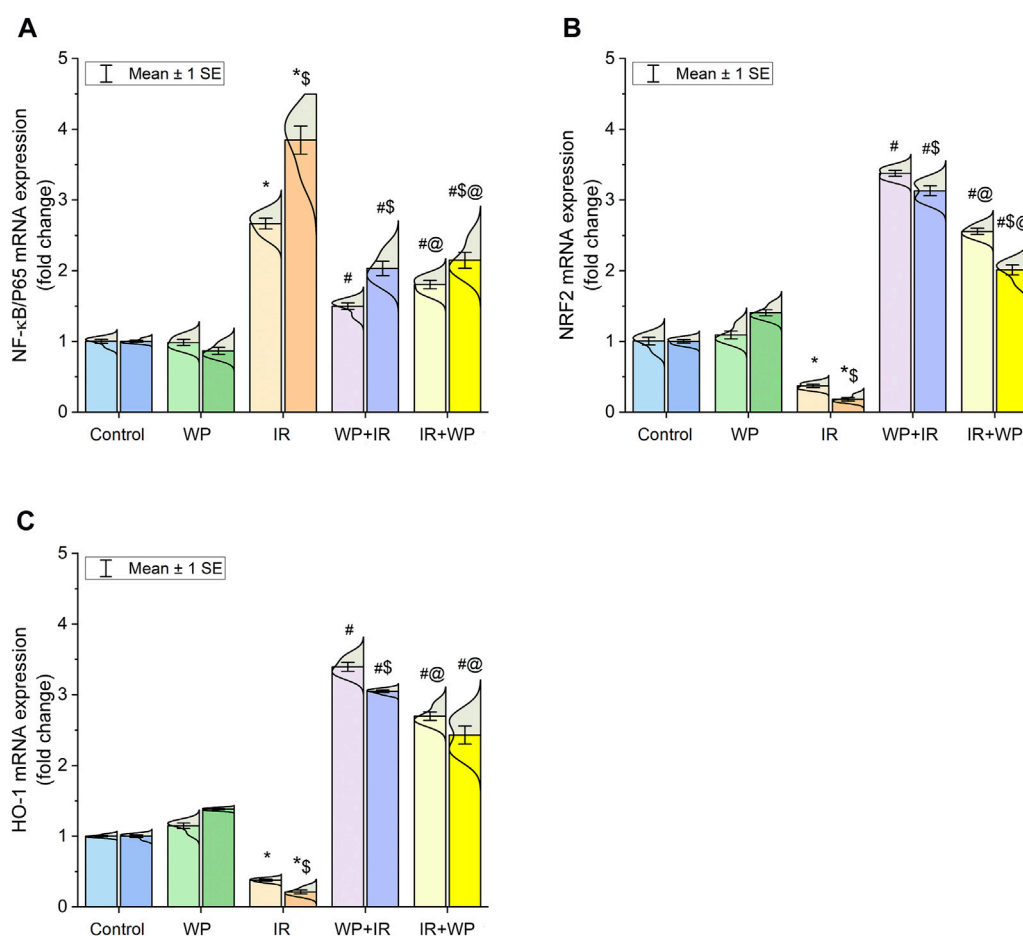 A
NF-κB/P65 mRNA expression
(fold change)
5
4
3
2
1
0
Mean ± 1 SE
*
*$
#
#$
#@
#$@
Control WP IR WP+IR IR+WP
B
NRF2 mRNA expression
(fold change)
5
4
3
2
1
0
Mean ± 1 SE
*
*$
#
#$
#@
#$@
Control WP IR WP+IR IR+WP
C
HO-1 mRNA expression
(fold change)
5
4
3
2
1
0
Mean ± 1 SE
*
*$
#
#$
#@
#@
Control WP IR WP+IR IR+WP